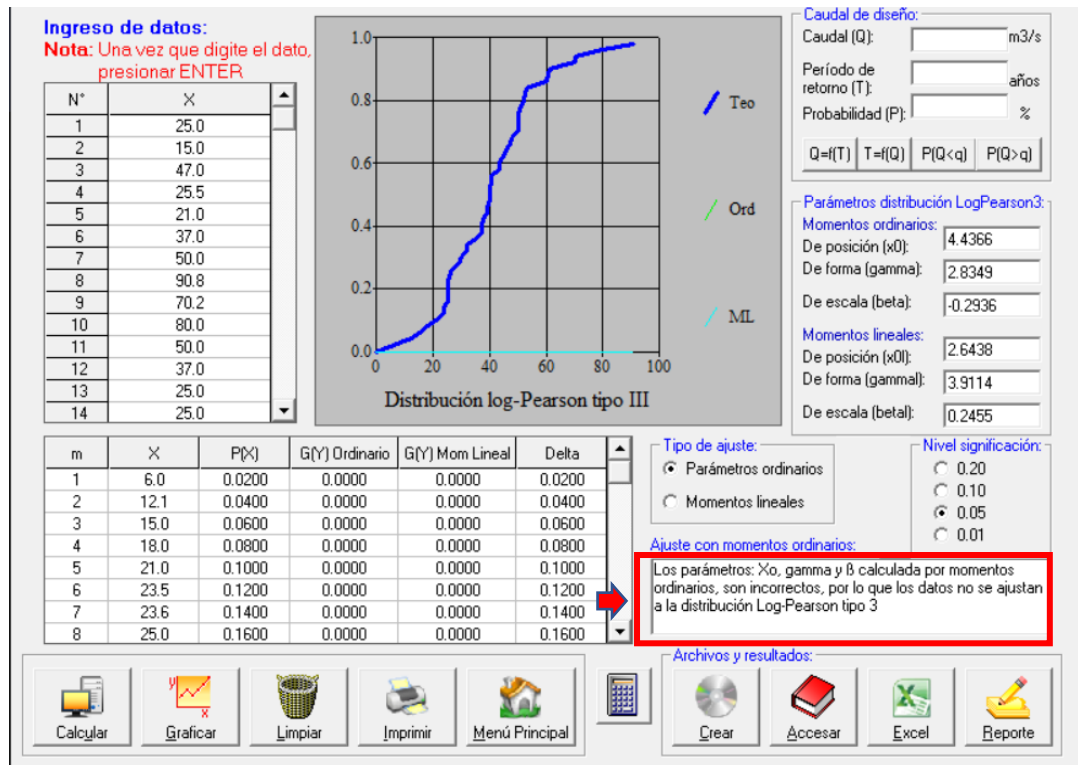 Ingreso de datos:
Nota: Una vez que digite el dato,
presionar ENTER
N° X
1 25.0
2 15.0
3 47.0
4 25.5
5 21.0
6 37.0
7 50.0
8 90.8
9 70.2
10 80.0
11 50.0
12 37.0
13 25.0
14 25.0
1.0
0.8
0.6
0.4
0.2
0.0
0 20 40 60 80 100
Teo
Ord
ML
Distribución log-Pearson tipo III
Caudal de diseño:
Caudal (Q): m3/s
Período de
retorno (T): años
Probabilidad (P): %
Q=f(T) T=f(Q) P(Q<q) P(Q>q)
Parámetros distribución LogPearson3:
Momentos ordinarios:
De posición (x0): 4.4366
De forma (gamma): 2.8349
De escala (beta): -0.2936
Momentos lineales:
De posición (x0l): 2.6438
De forma (gammal): 3.9114
De escala (betal): 0.2455
m X P(X) G(Y) Ordinario G(Y) Mom Lineal Delta
1 6.0 0.0200 0.0000 0.0000 0.0200
2 12.1 0.0400 0.0000 0.0000 0.0400
3 15.0 0.0600 0.0000 0.0000 0.0600
4 18.0 0.0800 0.0000 0.0000 0.0800
5 21.0 0.1000 0.0000 0.0000 0.1000
6 23.5 0.1200 0.0000 0.0000 0.1200
7 23.6 0.1400 0.0000 0.0000 0.1400
8 25.0 0.1600 0.0000 0.0000 0.1600
Tipo de ajuste:
Parámetros ordinarios
Momentos lineales
Nivel significación:
0.20
0.10
0.05
0.01
Ajuste con momentos ordinarios:
Los parámetros: Xo, gamma y ß calculada por momentos
ordinarios, son incorrectos, por lo que los datos no se ajustan
a la distribución Log-Pearson tipo 3
Calcular
y x
Graficar
Limpiar
Imprimir
Menú Principal
Archivos y resultados:
Crear
Accesar
Excel
Reporte